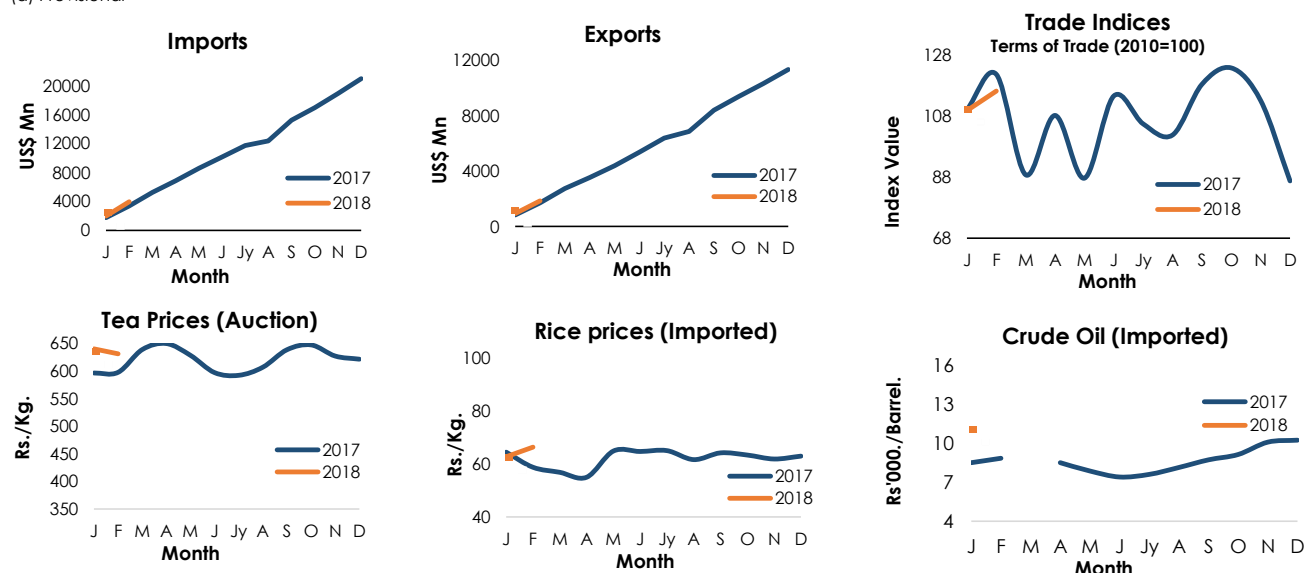 Imports
US$ Mn
20000
16000
12000
8000
4000
0
2017
2018
J F M A M J Jy A S O N D
Month
Exports
US$ Mn
12000
8000
4000
0
2017
2018
J F M A M J Jy A S O N D
Month
Trade Indices
Terms of Trade (2010=100)
Index Value
128
108
88
68
2017
2018
J F M A M J Jy A S O N D
Month
Tea Prices (Auction)
Rs./Kg.
650
600
550
500
450
400
350
2017
2018
J F M A M J Jy A S O N D
Month
Rice prices (Imported)
Rs./Kg.
100
80
60
40
2017
2018
J F M A M J Jy A S O N D
Month
Crude Oil (Imported)
Rs'000./Barrel.
16
13
10
7
4
2017
2018
J F M A M J Jy A S O N D
Month